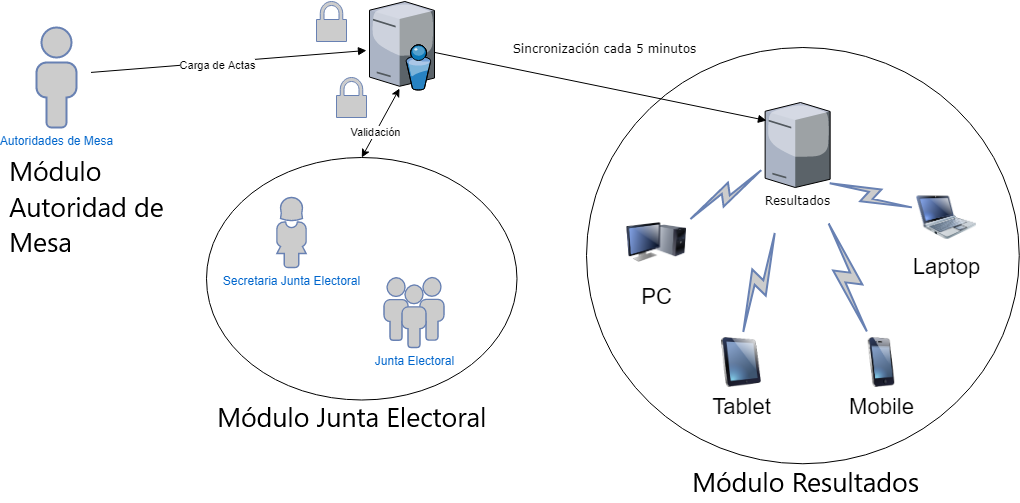 Sincronización cada 5 minutos
Carga de Actas
Autoridades de Mesa
Módulo
Autoridad de
Mesa
Validación
Secretaria Junta Electoral
Junta Electoral
Módulo Junta Electoral
Resultados
PC
Laptop
Tablet
Mobile
Módulo Resultados